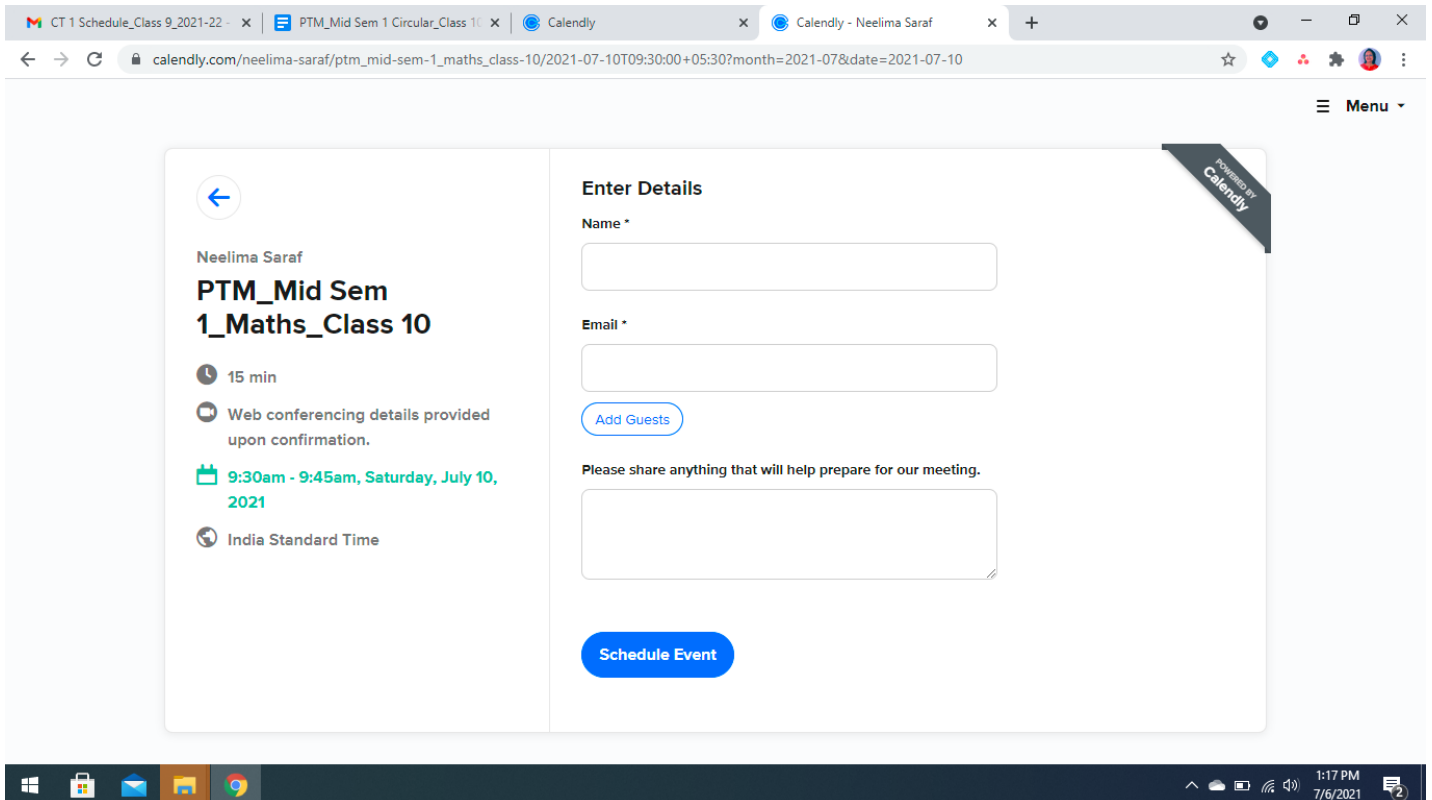 CT 1 Schedule_Class 9_2021-22 -
PTM_Mid Sem 1 Circular_Class 10
Calendly
Calendly - Neelima Saraf
calendly.com/neelima-saraf/ptm_mid-sem-1_maths_class-10/2021-07-10T09:30:00+05:30?month=2021-07&date=2021-07-10
Menu
POWERED BY
Calendly
Neelima Saraf
PTM_Mid Sem
1_Maths_Class 10
15 min
Web conferencing details provided
upon confirmation.
9:30am - 9:45am, Saturday, July 10,
2021
India Standard Time
Enter Details
Name *
Email *
Add Guests
Please share anything that will help prepare for our meeting.
Schedule Event
1:17 PM
7/6/2021
2